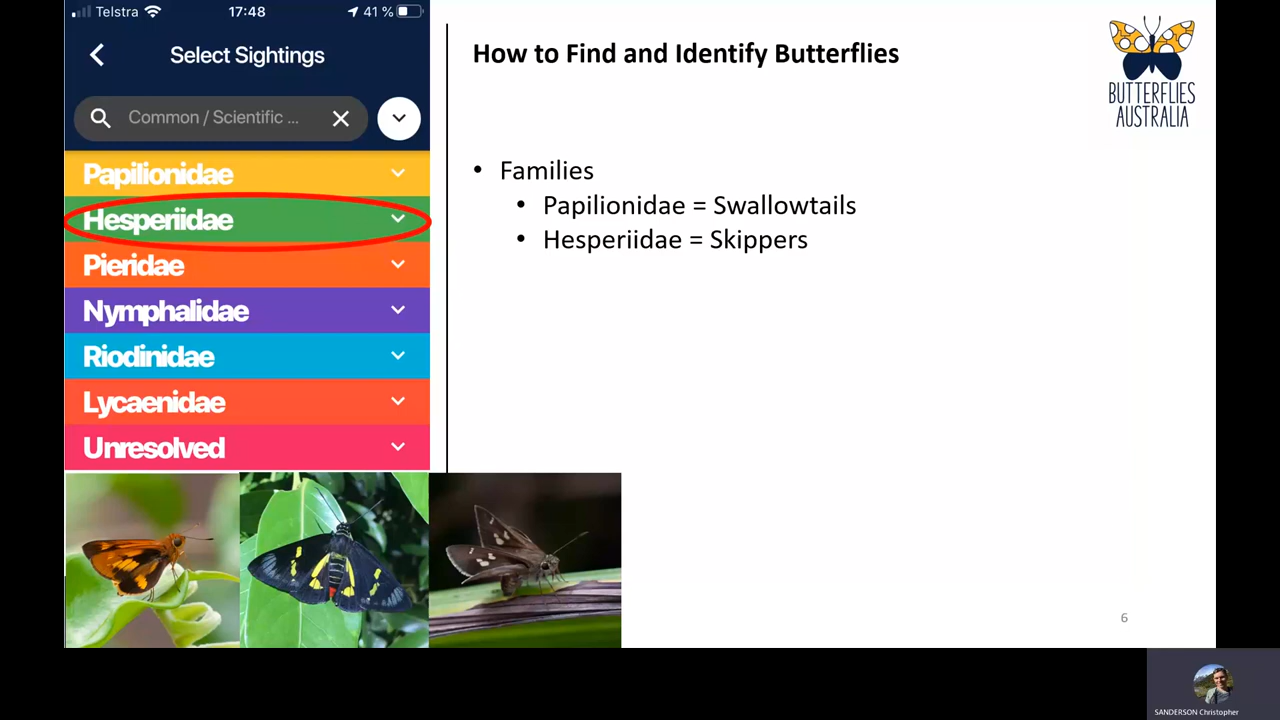 Telstra 17:48 41 %
Select Sightings
Common / Scientific ...
Papilionidae
Hesperiidae
Pieridae
Nymphalidae
Riodinidae
Lycaenidae
Unresolved
How to Find and Identify Butterflies
BUTTERFLIES
AUSTRALIA
• Families
• Papilionidae = Swallowtails
• Hesperiidae = Skippers
6
SANDERSON Christopher